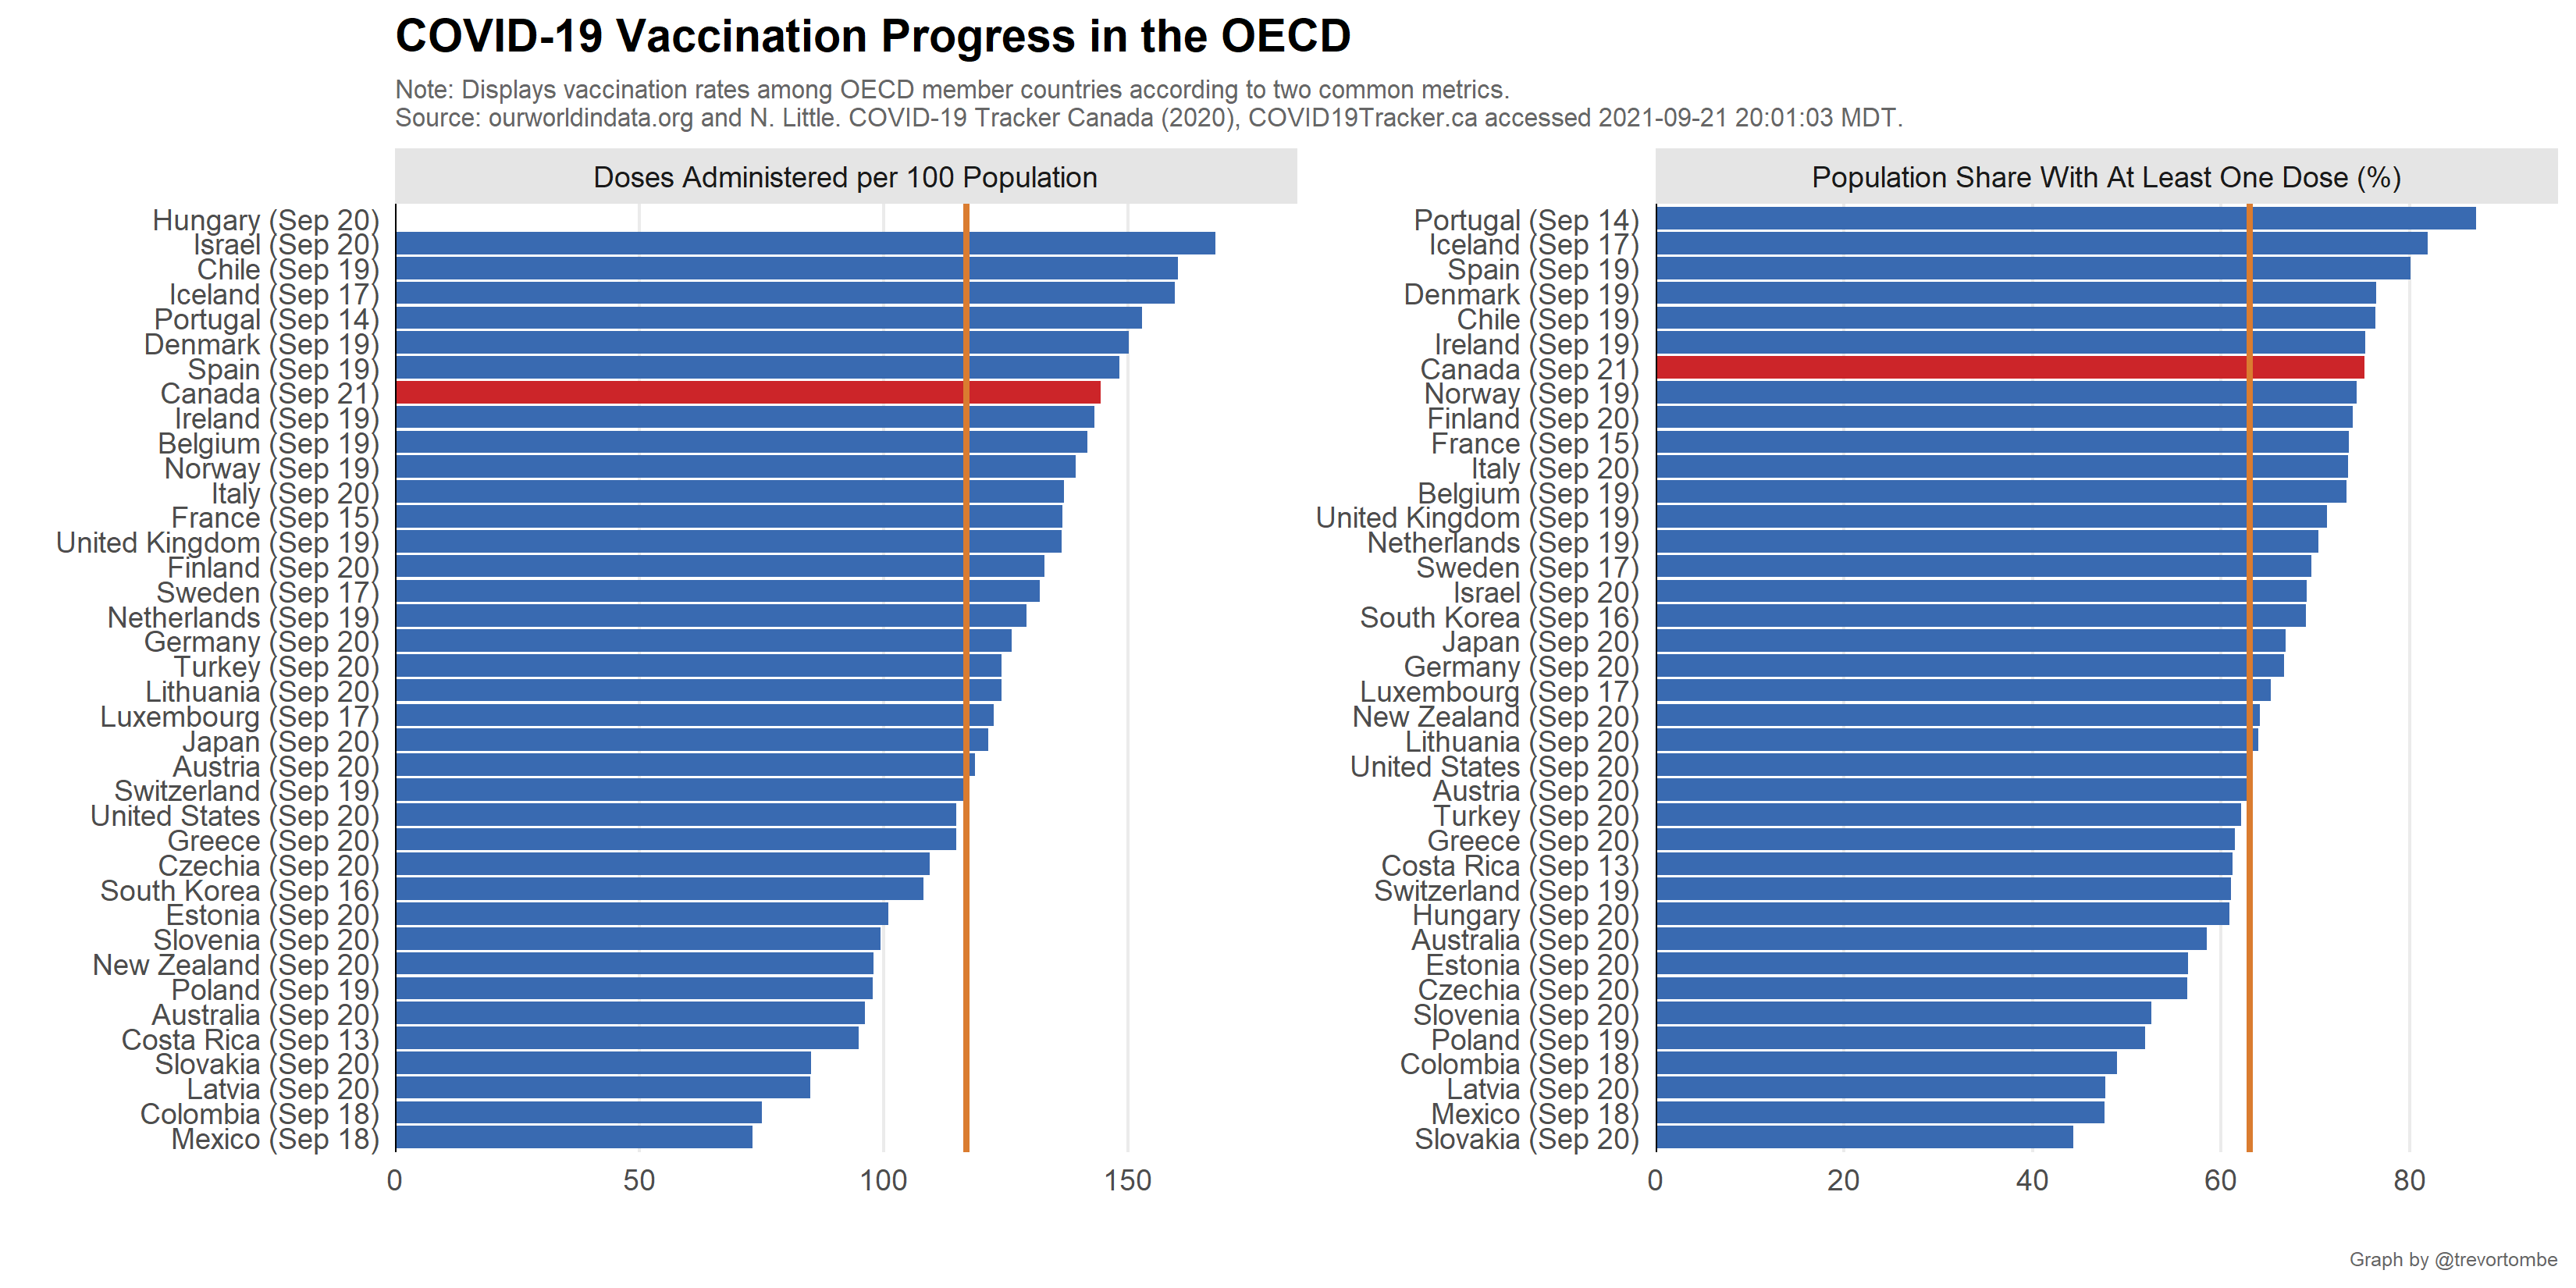 COVID-19 Vaccination Progress in the OECD
Note: Displays vaccination rates among OECD member countries according to two common metrics.
Source: ourworldindata.org and N. Little. COVID-19 Tracker Canada (2020), COVID19Tracker.ca accessed 2021-09-21 20:01:03 MDT.
Doses Administered per 100 Population
Hungary (Sep 20)
Israel (Sep 20)
Chile (Sep 19)
Iceland (Sep 17)
Portugal (Sep 14)
Denmark (Sep 19)
Spain (Sep 19)
Canada (Sep 21)
Ireland (Sep 19)
Belgium (Sep 19)
Norway (Sep 19)
Italy (Sep 20)
France (Sep 15)
United Kingdom (Sep 19)
Finland (Sep 20)
Sweden (Sep 17)
Netherlands (Sep 19)
Germany (Sep 20)
Turkey (Sep 20)
Lithuania (Sep 20)
Luxembourg (Sep 17)
Japan (Sep 20)
Austria (Sep 20)
Switzerland (Sep 19)
United States (Sep 20)
Greece (Sep 20)
Czechia (Sep 20)
South Korea (Sep 16)
Estonia (Sep 20)
Slovenia (Sep 20)
New Zealand (Sep 20)
Poland (Sep 19)
Australia (Sep 20)
Costa Rica (Sep 13)
Slovakia (Sep 20)
Latvia (Sep 20)
Colombia (Sep 18)
Mexico (Sep 18)
0 50 100 150
Population Share With At Least One Dose (%)
Portugal (Sep 14)
Iceland (Sep 17)
Spain (Sep 19)
Denmark (Sep 19)
Chile (Sep 19)
Ireland (Sep 19)
Canada (Sep 21)
Norway (Sep 19)
Finland (Sep 20)
France (Sep 15)
Italy (Sep 20)
Belgium (Sep 19)
United Kingdom (Sep 19)
Netherlands (Sep 19)
Sweden (Sep 17)
Israel (Sep 20)
South Korea (Sep 16)
Japan (Sep 20)
Germany (Sep 20)
Luxembourg (Sep 17)
New Zealand (Sep 20)
Lithuania (Sep 20)
United States (Sep 20)
Austria (Sep 20)
Turkey (Sep 20)
Greece (Sep 20)
Costa Rica (Sep 13)
Switzerland (Sep 19)
Hungary (Sep 20)
Australia (Sep 20)
Estonia (Sep 20)
Czechia (Sep 20)
Slovenia (Sep 20)
Poland (Sep 19)
Colombia (Sep 18)
Latvia (Sep 20)
Mexico (Sep 18)
Slovakia (Sep 20)
0 20 40 60 80
Graph by @trevortombe